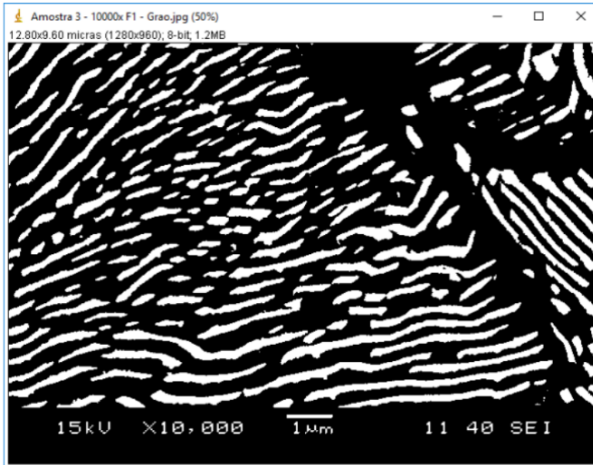 Amostra 3 - 10000x F1 - Grao.jpg (50%)
12.80x9.60 micras (1280x960); 8-bit; 1.2MB
15kV X10,000 1μm 11 40 SEI